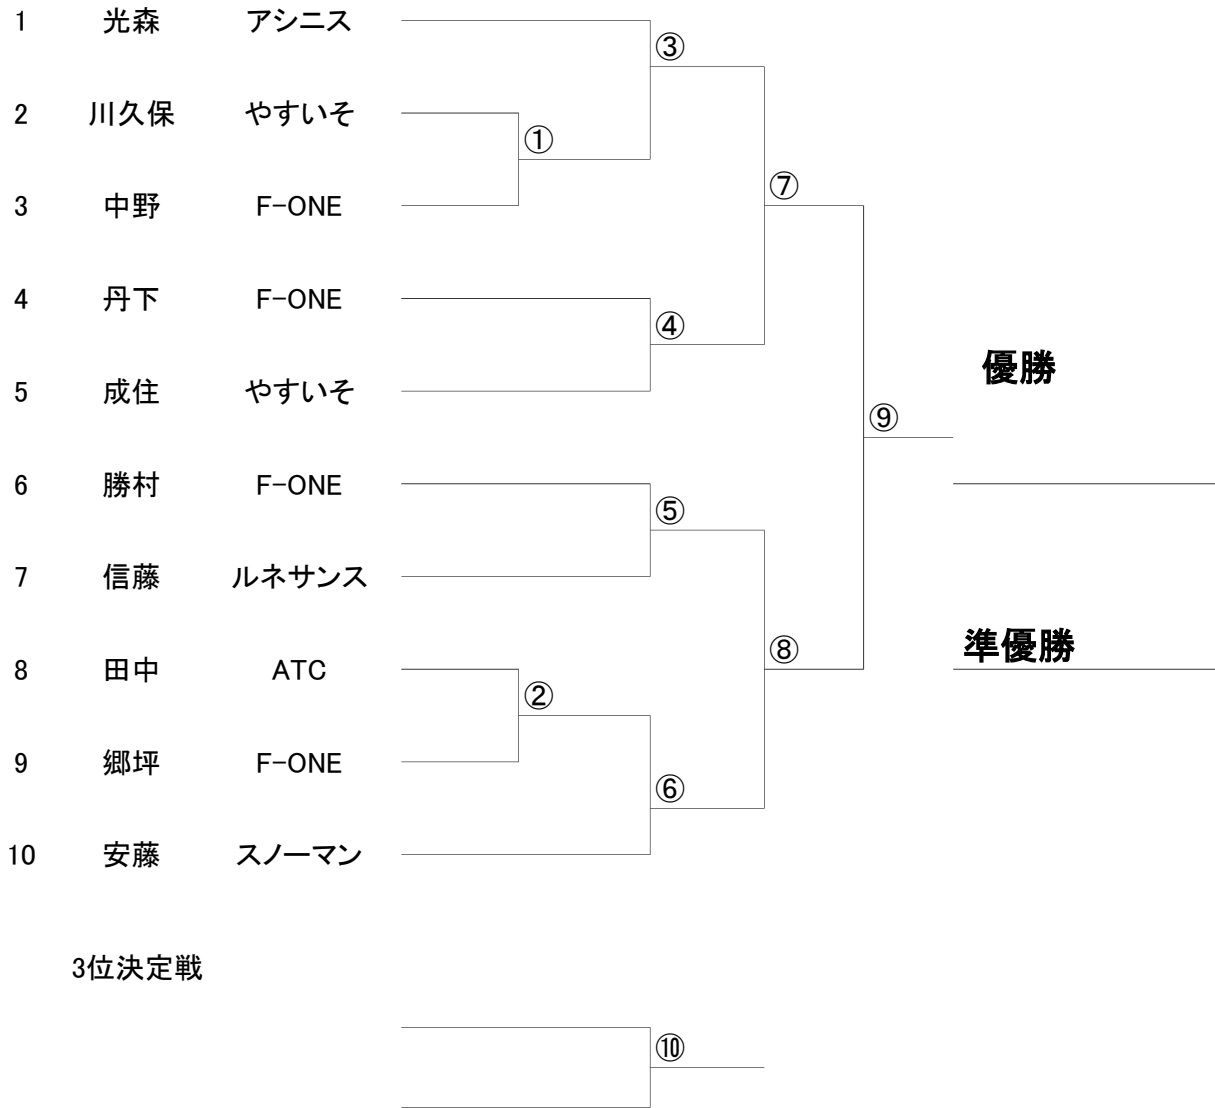 1 光森 アシニス
③
2 川久保 やすいそ
①
⑦
3 中野 F-ONE
4 丹下 F-ONE
④
優勝
5 成住 やすいそ
⑨
6 勝村 F-ONE
⑤
7 信藤 ルネサンス
準優勝
⑧
8 田中 ATC
②
9 郷坪 F-ONE
⑥
10 安藤 スノーマン
3位決定戦
⑩